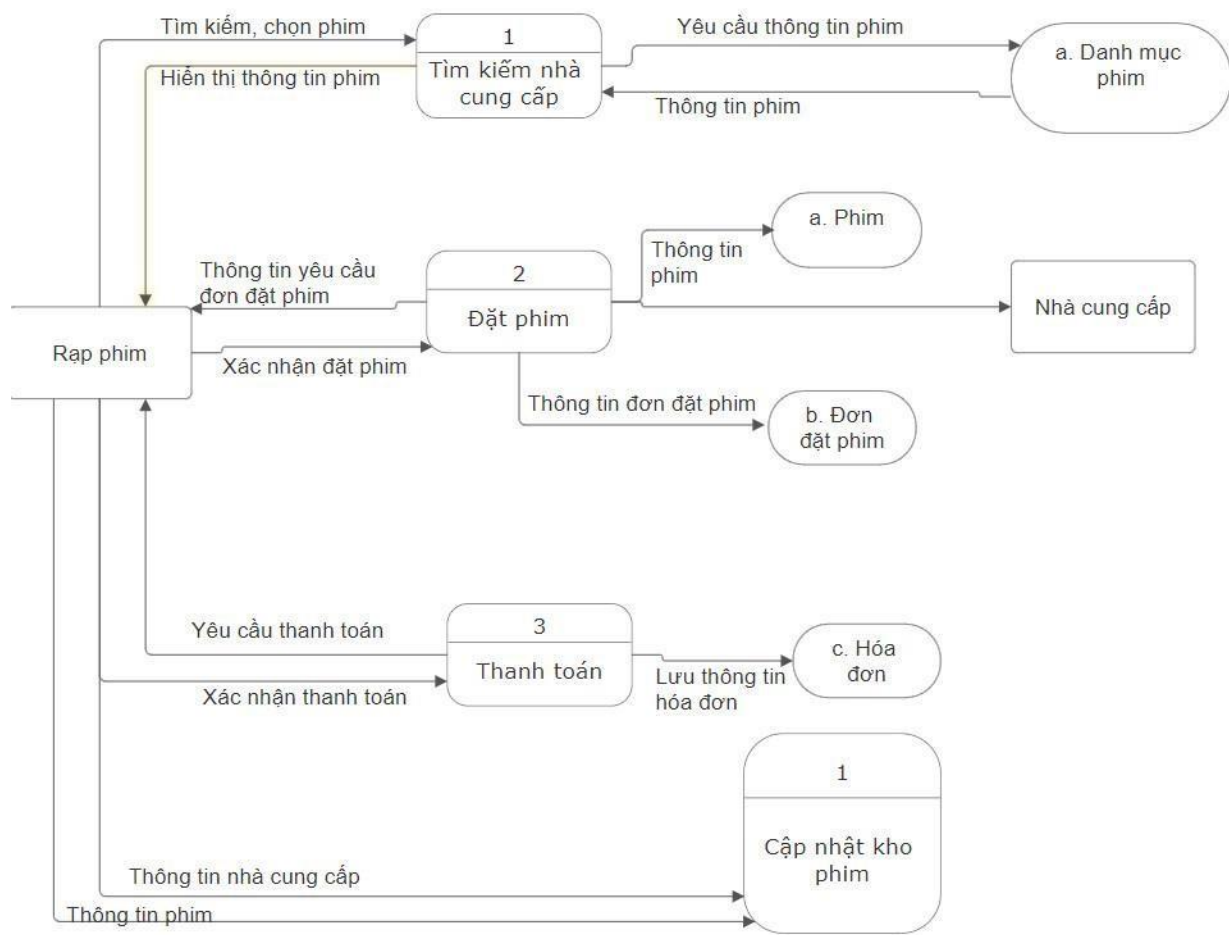 Tìm kiếm, chọn phim
1
Tìm kiếm nhà
cung cấp
Hiển thị thông tin phim
Yêu cầu thông tin phim
Thông tin phim
a. Danh mục
phim
a. Phim
Thông tin
phim
Thông tin yêu cầu
đơn đặt phim
2
Đặt phim
Nhà cung cấp
Rạp phim
Xác nhận đặt phim
Thông tin đơn đặt phim
b. Đơn
đặt phim
Yêu cầu thanh toán
3
Thanh toán
Xác nhận thanh toán
Lưu thông tin
hóa đơn
c. Hóa
đơn
1
Cập nhật kho
phim
Thông tin nhà cung cấp
Thông tin phim